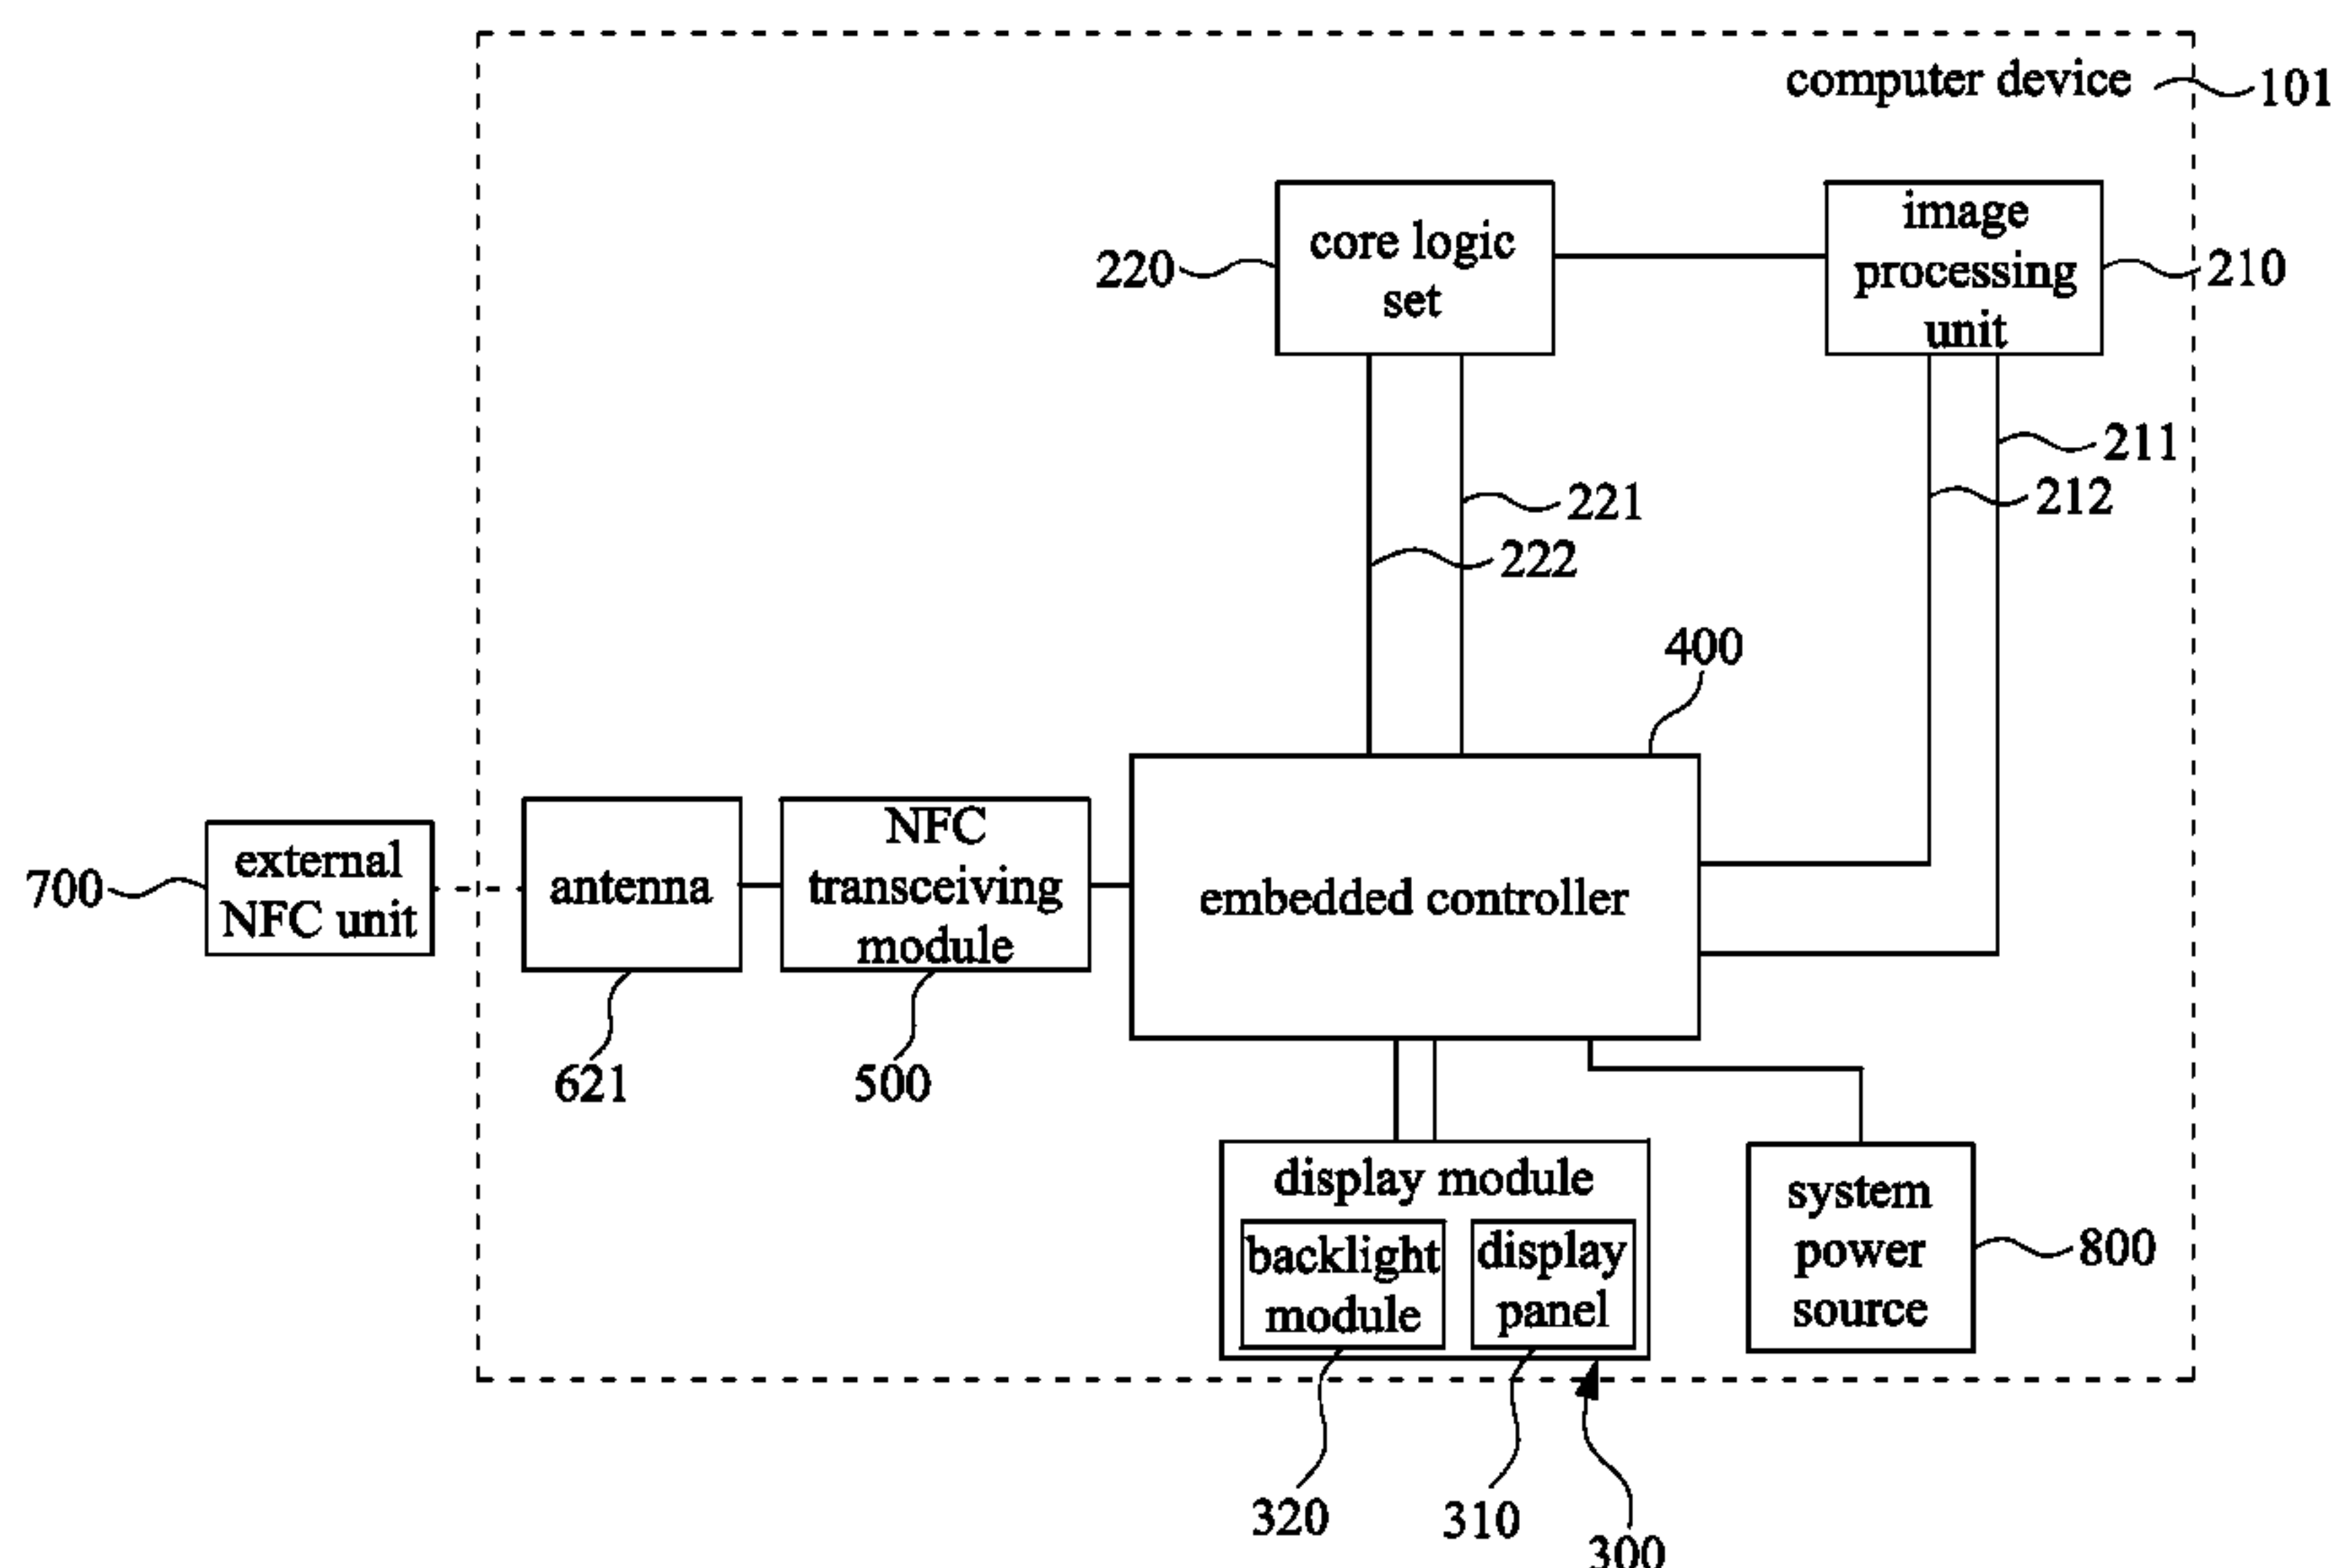 computer device
101
core logic
set
220
image
processing
unit
210
211
212
221
222
400
external
NFC unit
700
antenna
621
NFC
transceiving
module
500
embedded controller
display module
backlight
module
display
panel
system
power
source
800
320
310
300